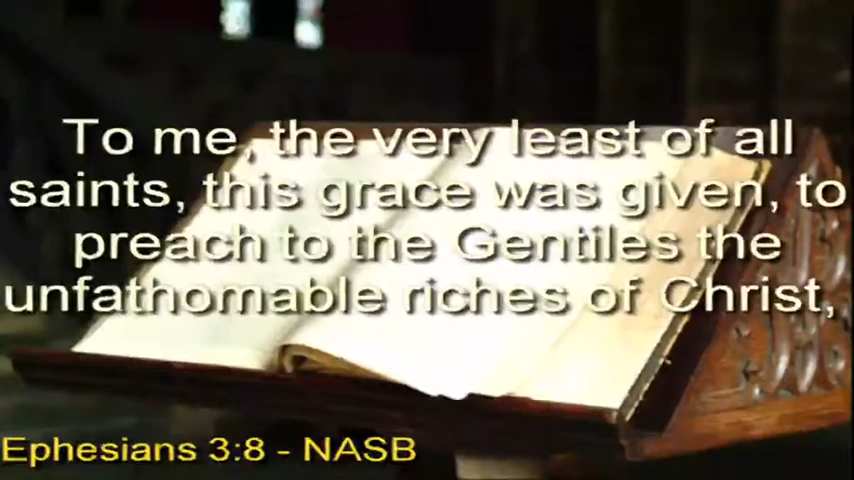 To me, the very least of all
saints, this grace was given, to
preach to the Gentiles the
unfathomable riches of Christ,
Ephesians 3:8 - NASB